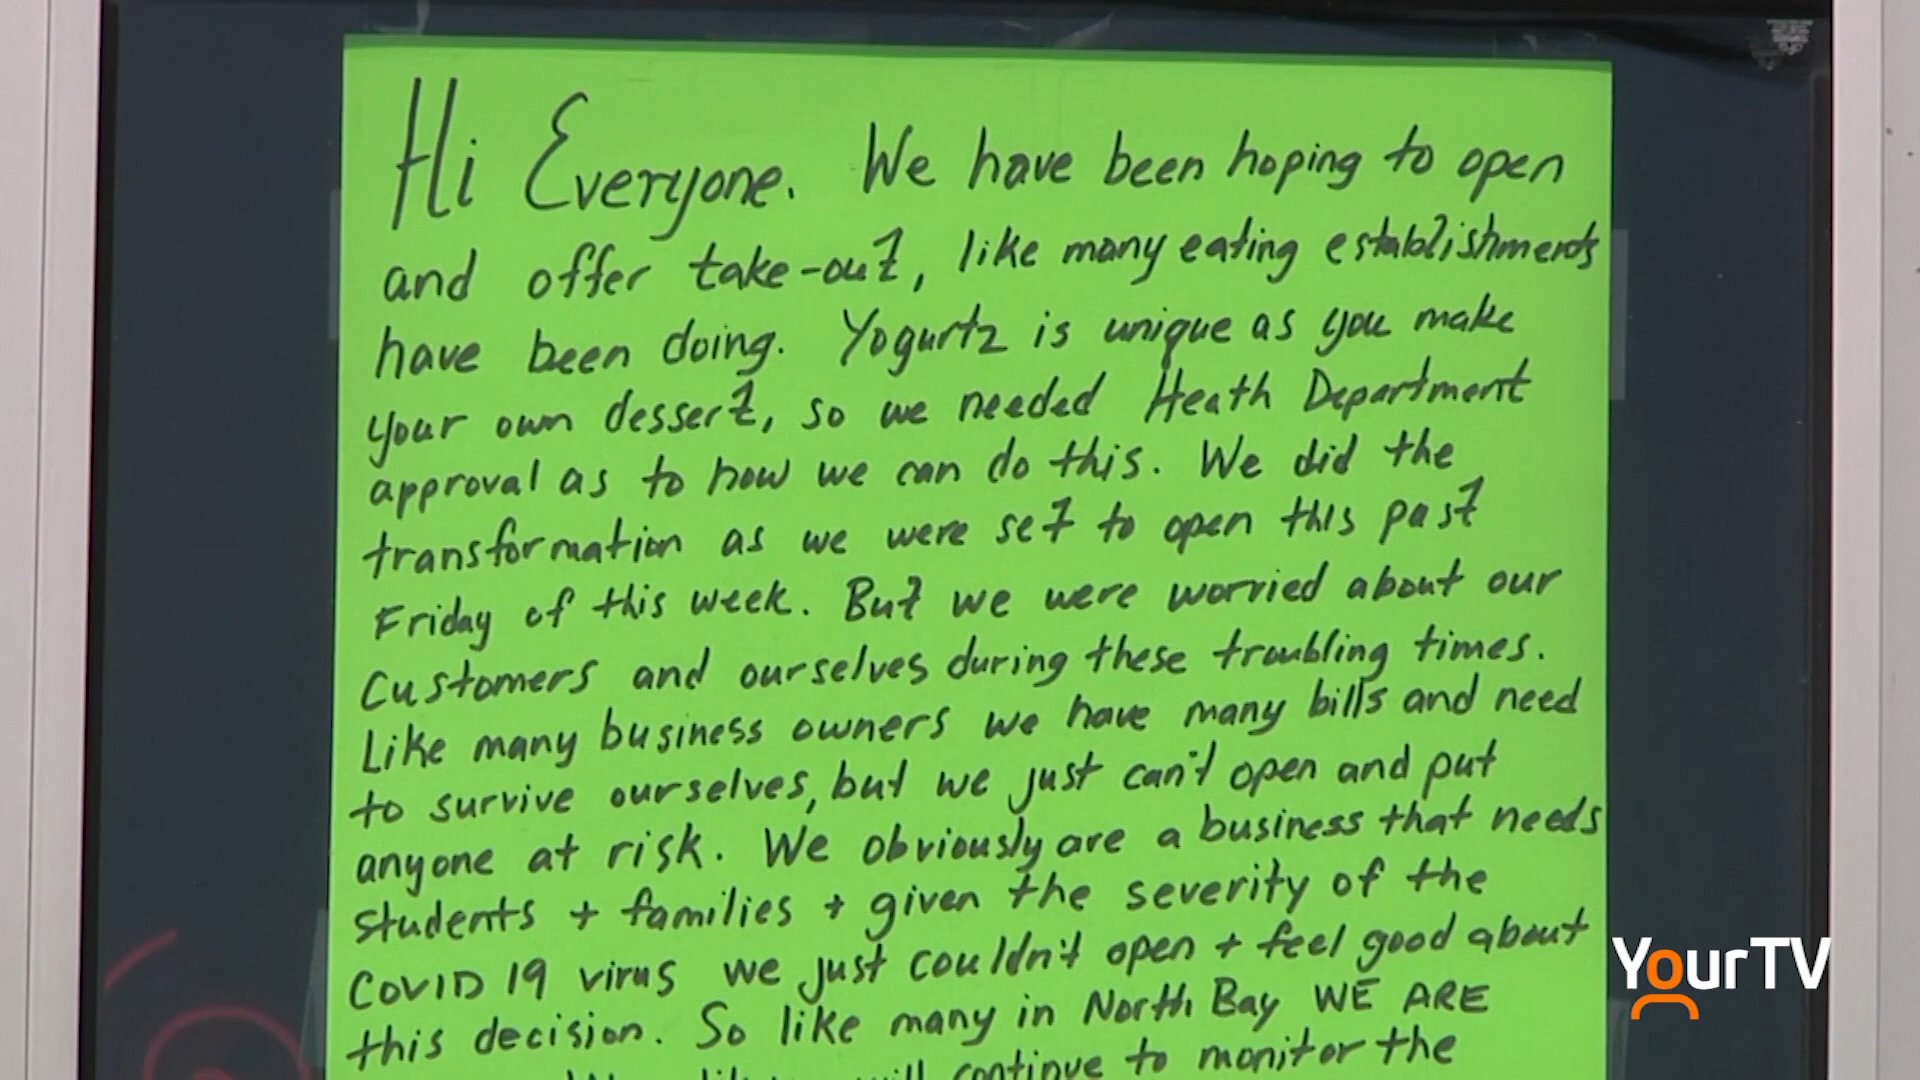 Hi Everyone. We have been hoping to open
and offer take-out, like many eating establishments
have been doing. Yogurtz is unique as you make
your own dessert, so we needed Heath Department
approval as to how we can do this. We did the
transformation as we were set to open this past
Friday of this week. But we were worried about our
Customers and ourselves during these troubling times.
Like many business owners we have many bills and need
to survive ourselves, but we just can't open and put
anyone at risk. We obviously are a business that needs
students + families + given the severity of the
COVID 19 virus we just couldn't open + feel good about
this decision. So like many in North Bay WE ARE
will continue to monitor the
YourTV